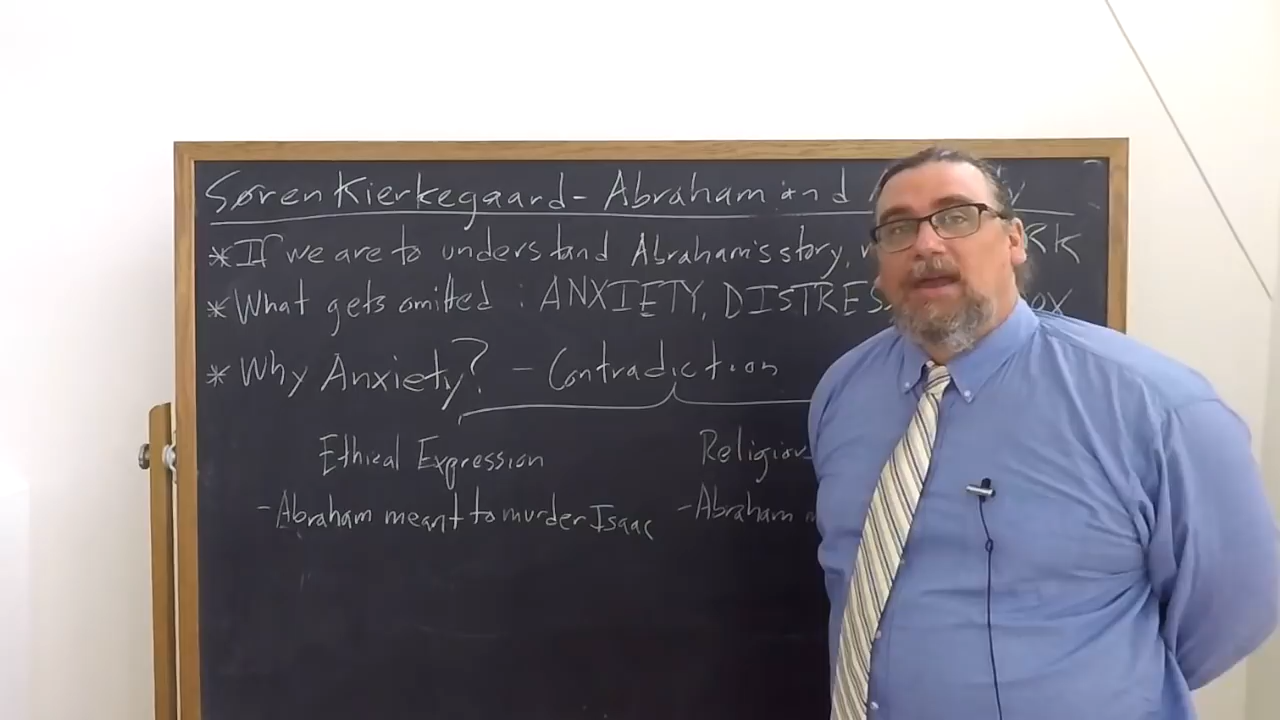 Søren Kierkegaard - Abraham and
* If we are to understand Abraham's story,
* What gets omitted : ANXIETY, DISTRES
* Why Anxiety? - Contradiction
Ethical Expression Religious
- Abraham meant to murder Isaac - Abraham m